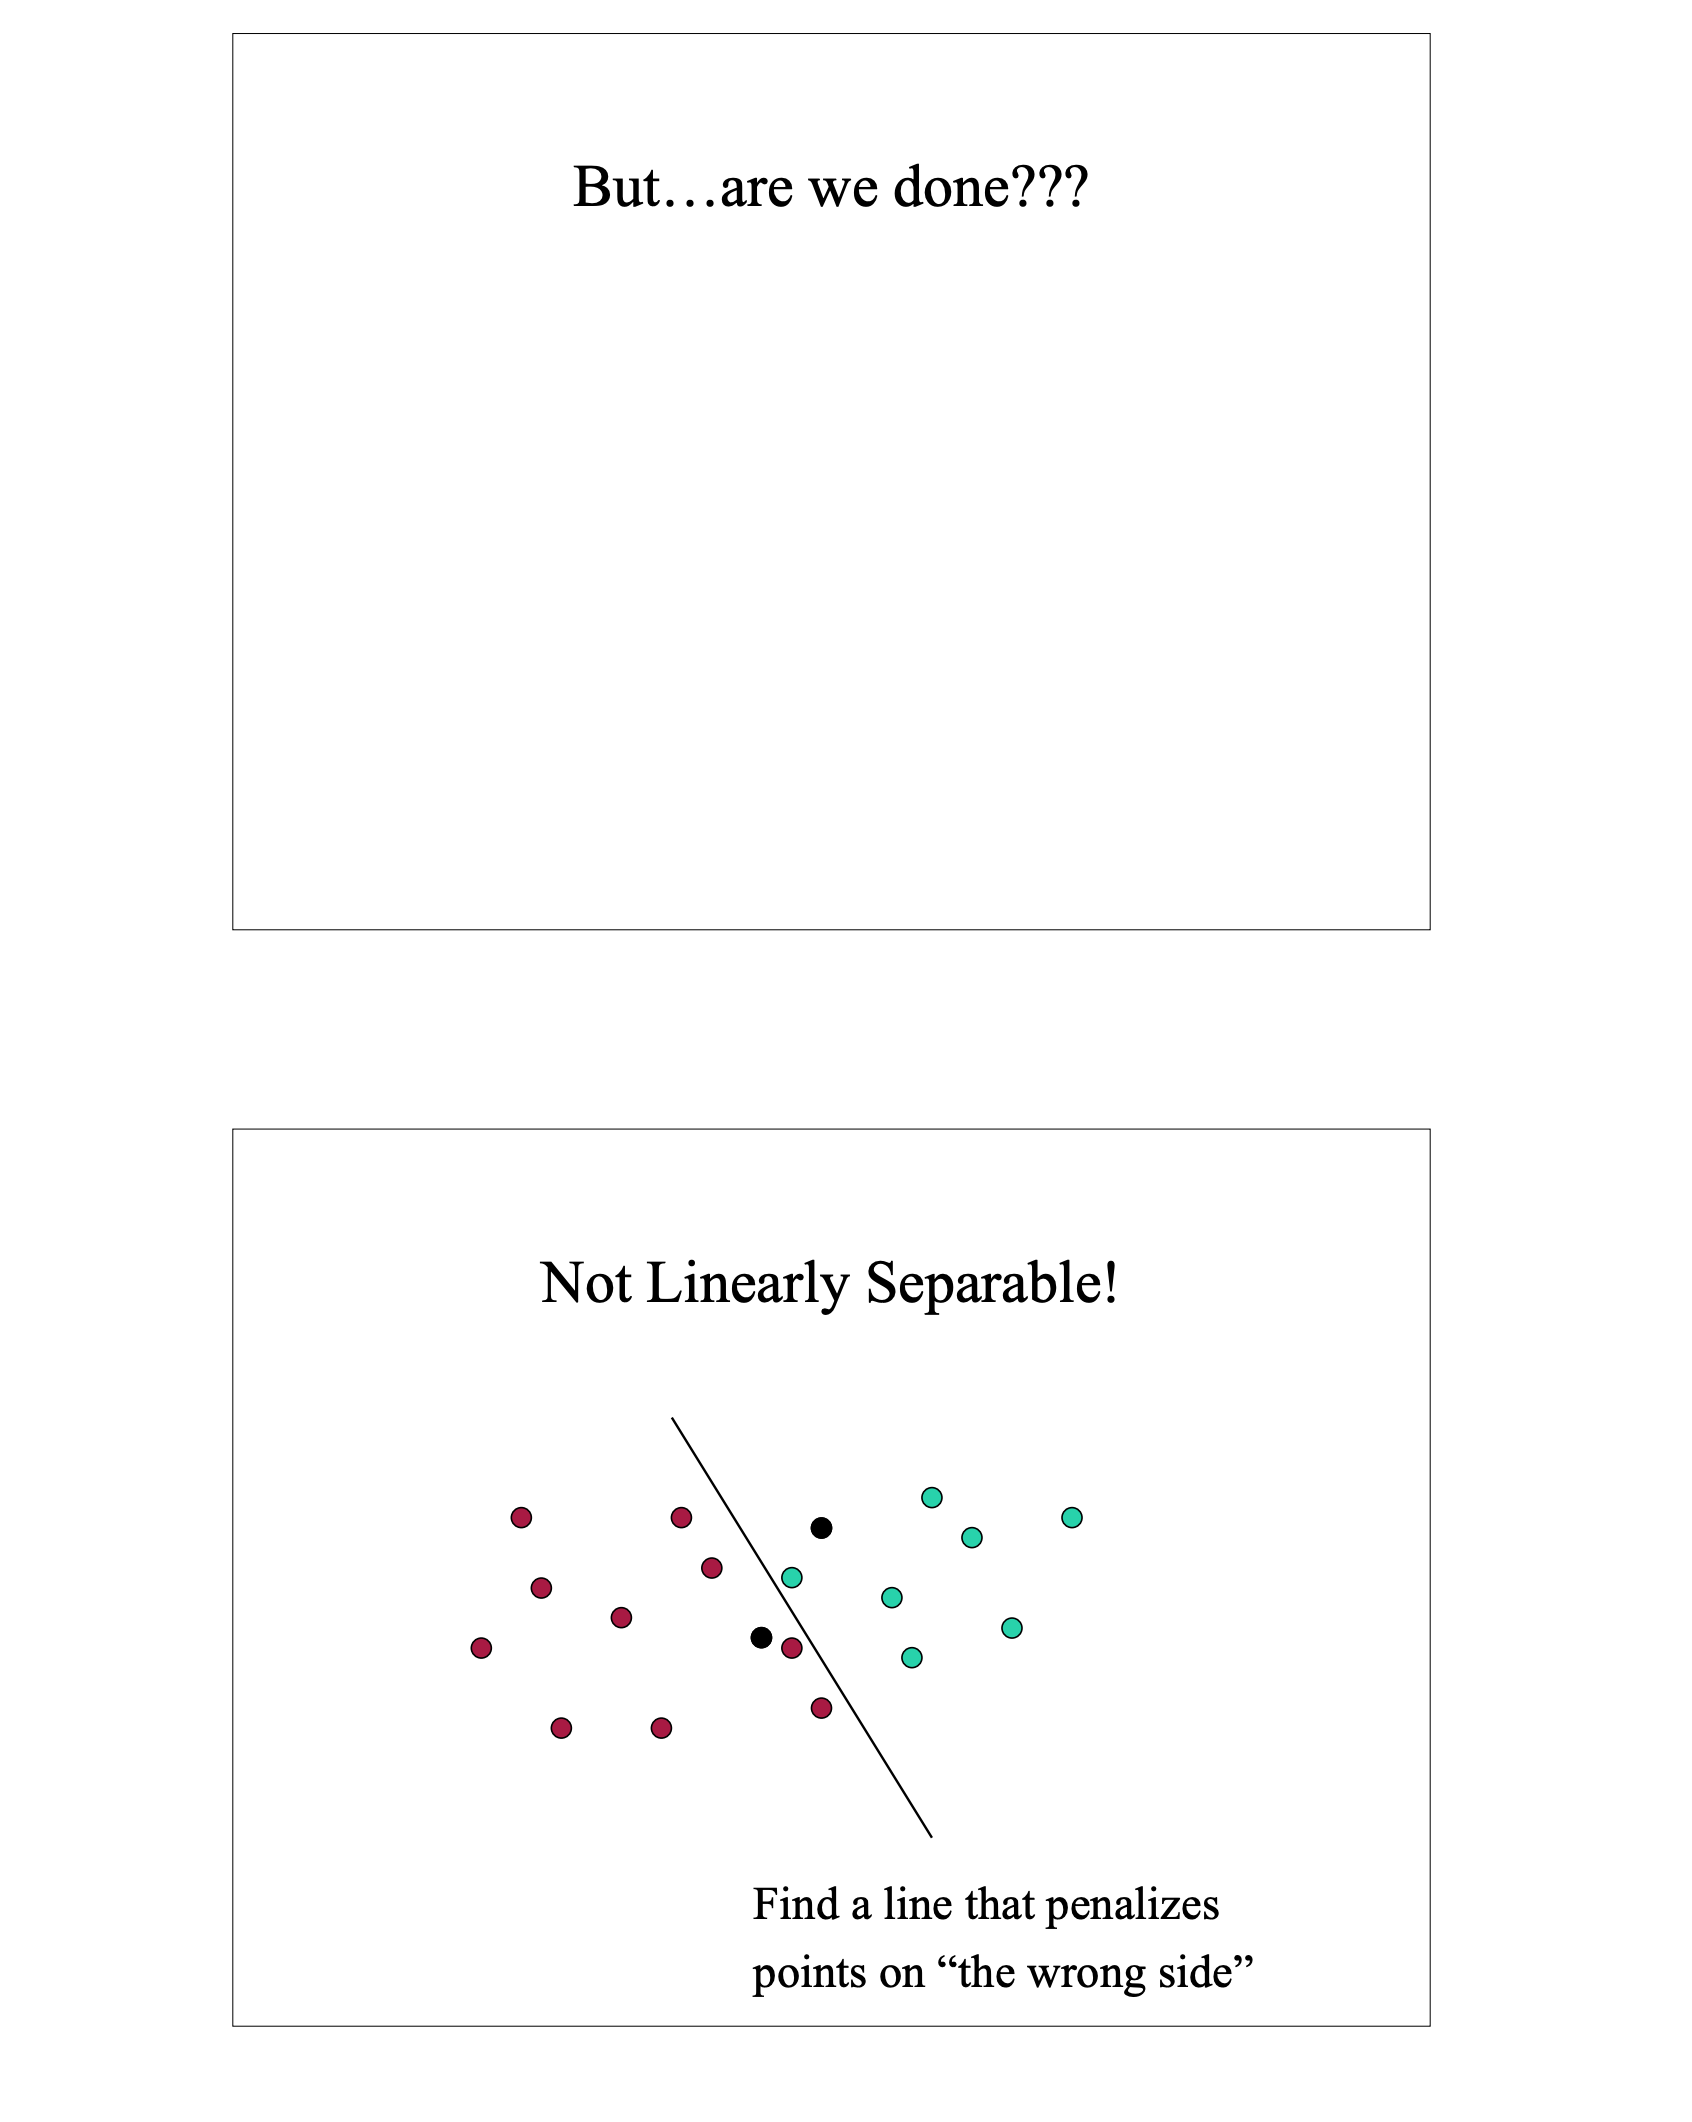 But…are we done???
Not Linearly Separable!
Find a line that penalizes
points on “the wrong side”